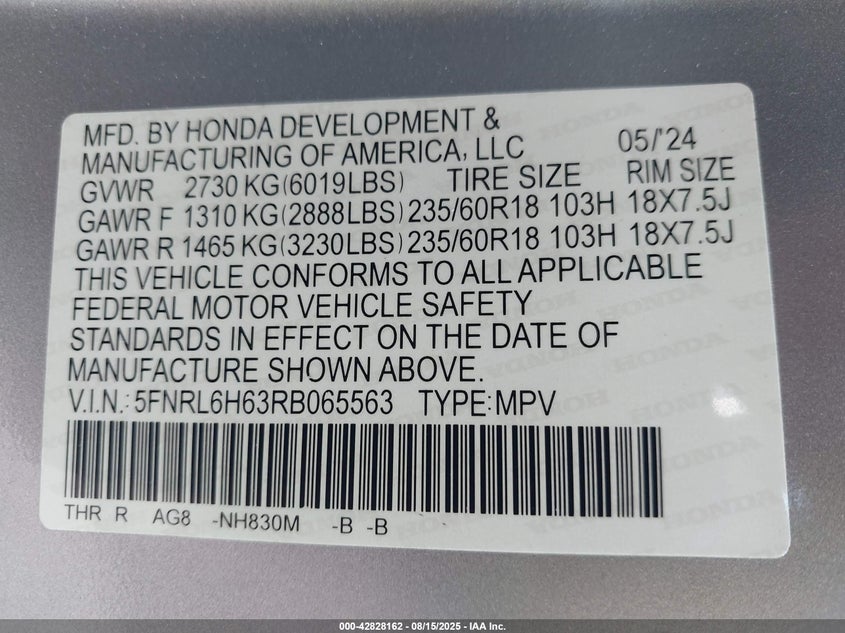 MFD. BY HONDA DEVELOPMENT &
MANUFACTURING OF AMERICA, LLC 05/'24
GVWR 2730 KG(6019LBS) TIRE SIZE RIM SIZE
GAWR F 1310 KG(2888LBS) 235/60R18 103H 18X7.5J
GAWR R 1465 KG(3230LBS) 235/60R18 103H 18X7.5J
THIS VEHICLE CONFORMS TO ALL APPLICABLE
FEDERAL MOTOR VEHICLE SAFETY
STANDARDS IN EFFECT ON THE DATE OF
MANUFACTURE SHOWN ABOVE.
V.I.N.: 5FNRL6H63RB065563 TYPE: MPV
THR R AG8 -NH830M -B -B
000-42828162 - 08/15/2025 - IAA Inc.